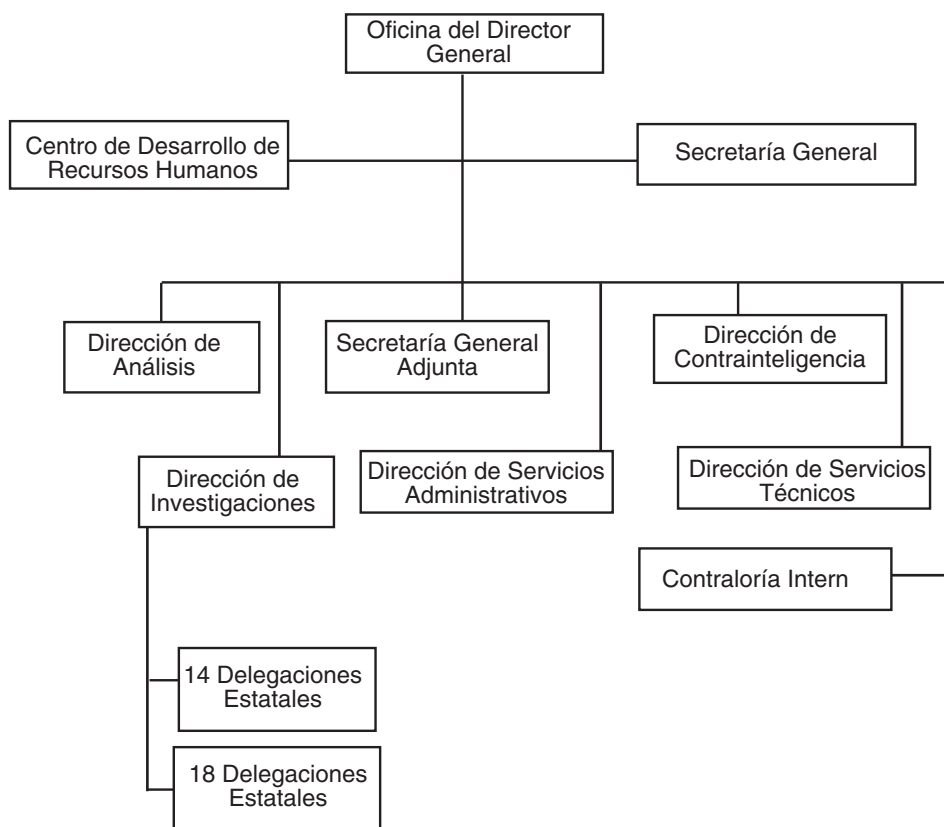 Oficina del Director
General
Centro de Desarrollo de
Recursos Humanos
Secretaría General
Dirección de
Análisis
Secretaría General
Adjunta
Dirección de
Contrainteligencia
Dirección de
Investigaciones
Dirección de Servicios
Administrativos
Dirección de Servicios
Técnicos
Contraloría Intern
14 Delegaciones
Estatales
18 Delegaciones
Estatales